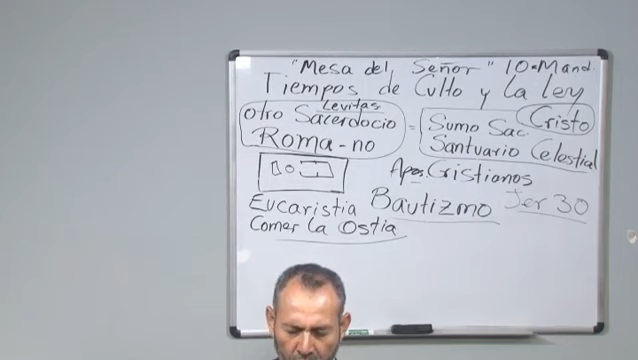 "Mesa del Señor" 10 Mand.
Tiempos de Culto y la Ley
Levitas
otro Sacerdocio = Sumo Sac. Cristo
Roma-no Santuario Celestial
Apos. Cristianos
Eucaristia Bautizmo Jer 30
Comer la Ostia